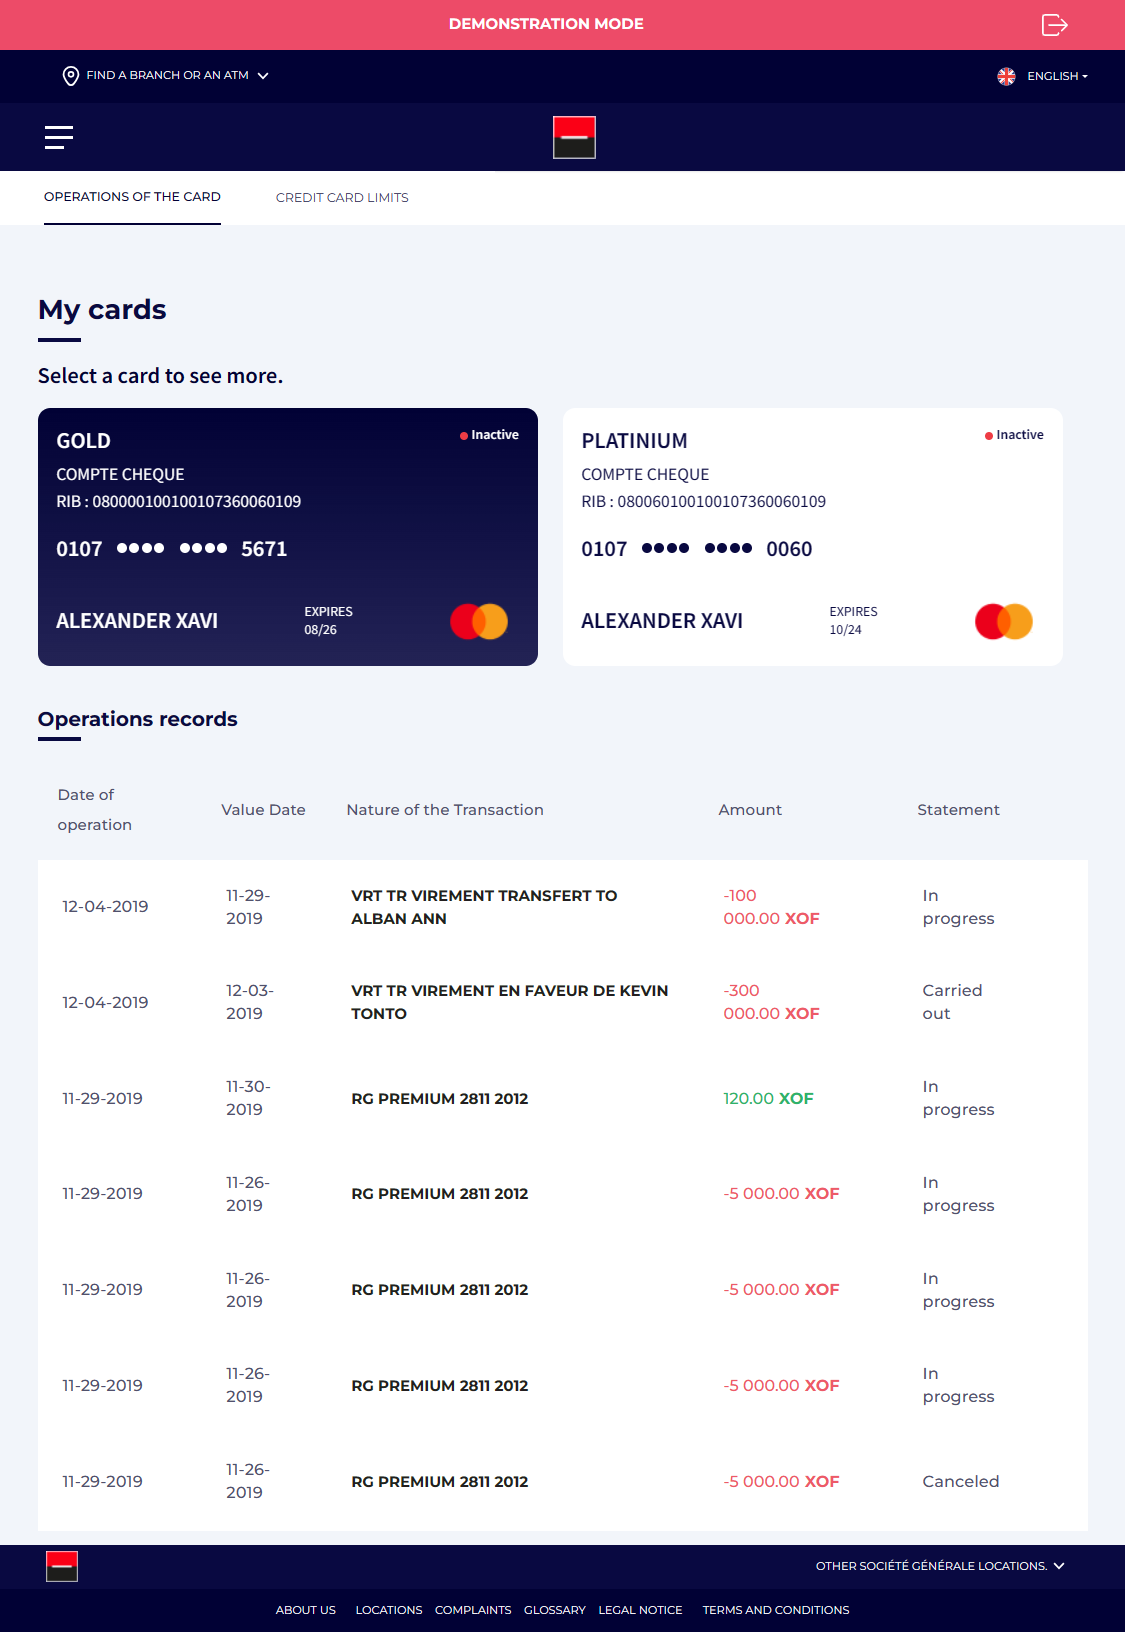 DEMONSTRATION MODE
FIND A BRANCH OR AN ATM
ENGLISH
OPERATIONS OF THE CARD
CREDIT CARD LIMITS
My cards
Select a card to see more.
GOLD
Inactive
COMPTE CHEQUE
RIB : 080000100100107360060109
0107 •••• •••• 5671
ALEXANDER XAVI
EXPIRES
08/26
PLATINIUM
Inactive
COMPTE CHEQUE
RIB : 080060100100107360060109
0107 •••• •••• 0060
ALEXANDER XAVI
EXPIRES
10/24
Operations records
Date of
operation
Value Date
Nature of the Transaction
Amount
Statement
12-04-2019
11-29-
2019
VRT TR VIREMENT TRANSFERT TO
ALBAN ANN
-100
000.00 XOF
In
progress
12-04-2019
12-03-
2019
VRT TR VIREMENT EN FAVEUR DE KEVIN
TONTO
-300
000.00 XOF
Carried
out
11-29-2019
11-30-
2019
RG PREMIUM 2811 2012
120.00 XOF
In
progress
11-29-2019
11-26-
2019
RG PREMIUM 2811 2012
-5 000.00 XOF
In
progress
11-29-2019
11-26-
2019
RG PREMIUM 2811 2012
-5 000.00 XOF
In
progress
11-29-2019
11-26-
2019
RG PREMIUM 2811 2012
-5 000.00 XOF
In
progress
11-29-2019
11-26-
2019
RG PREMIUM 2811 2012
-5 000.00 XOF
Canceled
OTHER SOCIÉTÉ GÉNÉRALE LOCATIONS.
ABOUT US LOCATIONS COMPLAINTS GLOSSARY LEGAL NOTICE TERMS AND CONDITIONS